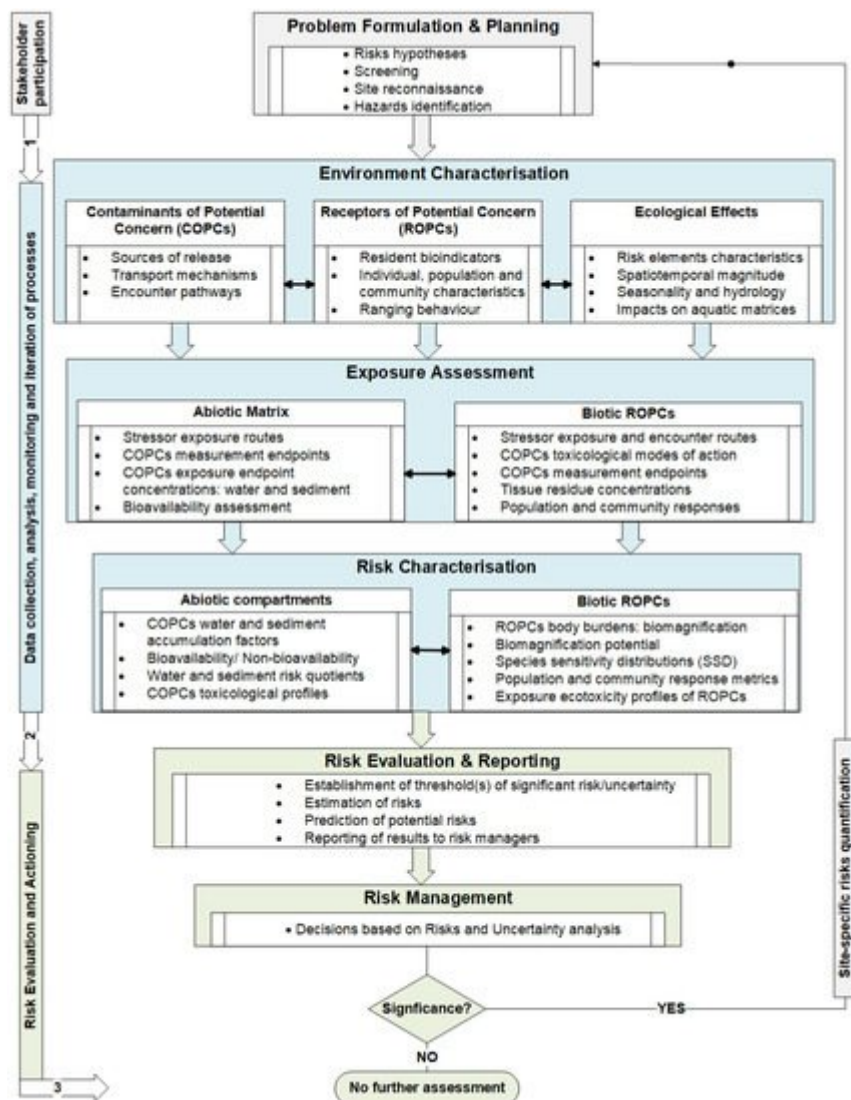 Problem Formulation & Planning
• Risks hypotheses
• Screening
• Site reconnaissance
• Hazards identification
Stakeholder
participation
1
Data collection, analysis, monitoring and iteration of processes
2
Risk Evaluation and Actioning
3
Environment Characterisation
Contaminants of Potential
Concern (COPCs)
• Sources of release
• Transport mechanisms
• Encounter pathways
Receptors of Potential Concern
(ROPCs)
• Resident bioindicators
• Individual, population and
community characteristics
• Ranging behaviour
Ecological Effects
• Risk elements characteristics
• Spatiotemporal magnitude
• Seasonality and hydrology
• Impacts on aquatic matrices
Exposure Assessment
Abiotic Matrix
• Stressor exposure routes
• COPCs measurement endpoints
• COPCs exposure endpoint
concentrations: water and sediment
• Bioavailability assessment
Biotic ROPCs
• Stressor exposure and encounter routes
• COPCs toxicological modes of action
• COPCs measurement endpoints
• Tissue residue concentrations
• Population and community responses
Risk Characterisation
Abiotic compartments
• COPCs water and sediment
accumulation factors
• Bioavailability/ Non-bioavailability
• Water and sediment risk quotients
• COPCs toxicological profiles
Biotic ROPCs
• ROPCs body burdens: biomagnification
• Biomagnification potential
• Species sensitivity distributions (SSD)
• Population and community response metrics
• Exposure ecotoxicity profiles of ROPCs
Risk Evaluation & Reporting
• Establishment of threshold(s) of significant risk/uncertainty
• Estimation of risks
• Prediction of potential risks
• Reporting of results to risk managers
Risk Management
• Decisions based on Risks and Uncertainty analysis
Signficance?
YES
NO
No further assessment
Site-specific risks quantification